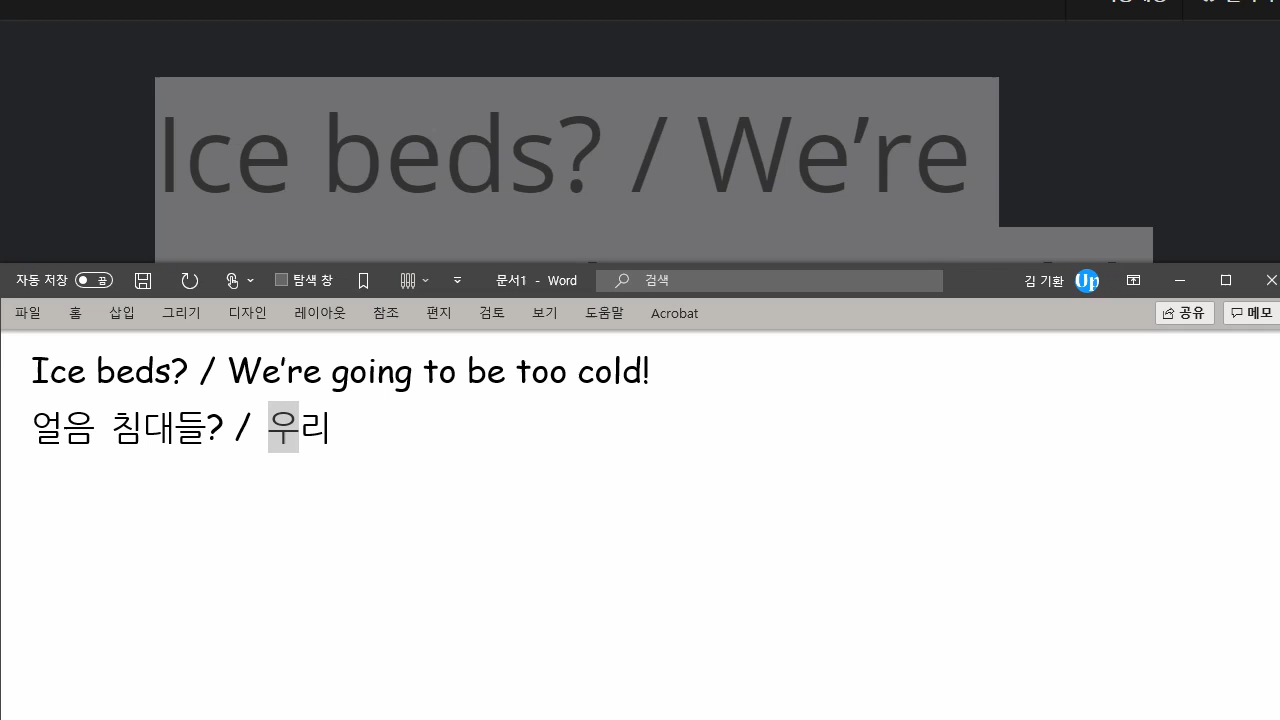 Ice beds? / We’re
자동 저장 끔 탐색 창 문서1 - Word 검색 김 기환 Up
파일 홈 삽입 그리기 디자인 레이아웃 참조 편지 검토 보기 도움말 Acrobat 공유 메모
Ice beds? / We’re going to be too cold!
얼음 침대들? / 우리